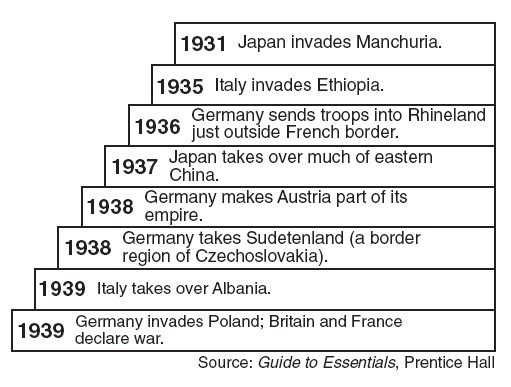 1931 Japan invades Manchuria.
1935 Italy invades Ethiopia.
1936 Germany sends troops into Rhineland
just outside French border.
1937 Japan takes over much of eastern
China.
1938 Germany makes Austria part of its
empire.
1938 Germany takes Sudetenland (a border
region of Czechoslovakia).
1939 Italy takes over Albania.
1939 Germany invades Poland; Britain and France
declare war.
Source: Guide to Essentials, Prentice Hall